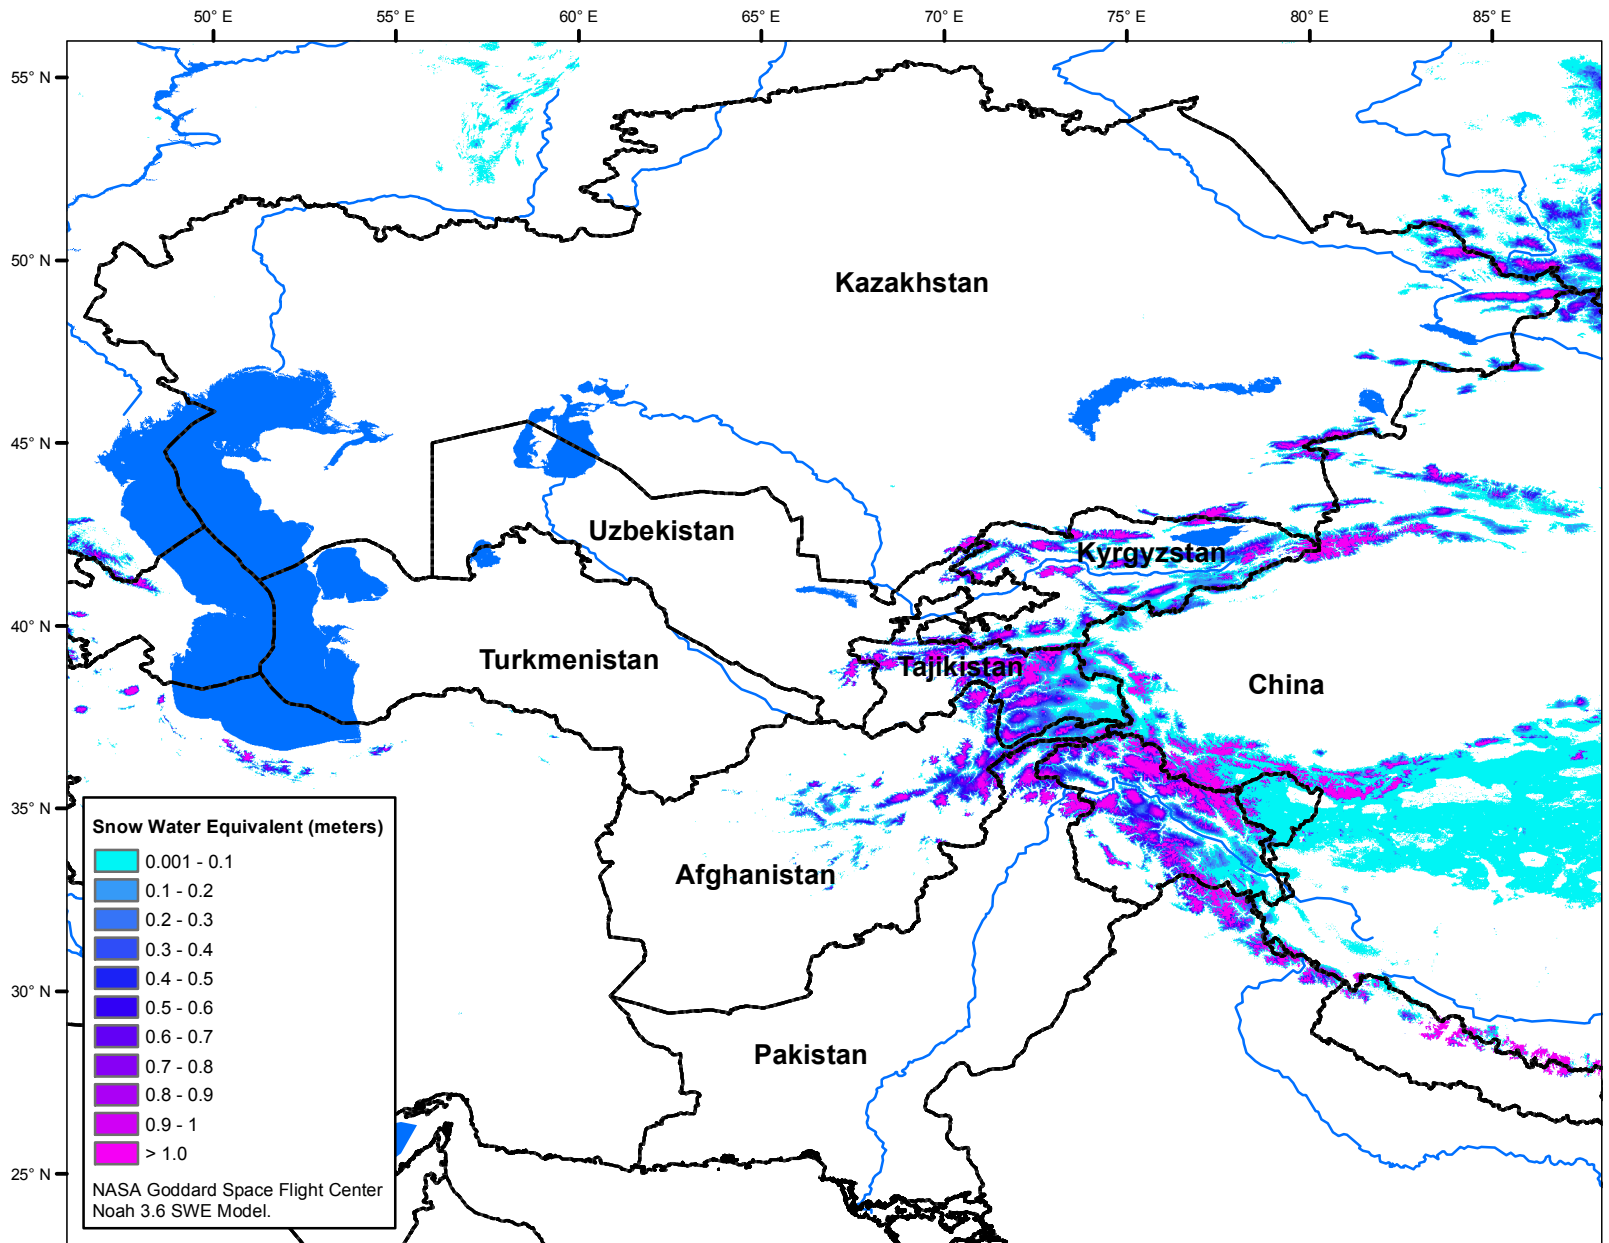 50° E 55° E 60° E 65° E 70° E 75° E 80° E 85° E
55° N
50° N
Kazakhstan
45° N
Uzbekistan
Kyrgyzstan
40° N
Turkmenistan
Tajikistan
China
35° N
Snow Water Equivalent (meters)
0.001 - 0.1
0.1 - 0.2
0.2 - 0.3
0.3 - 0.4
0.4 - 0.5
0.5 - 0.6
0.6 - 0.7
0.7 - 0.8
0.8 - 0.9
0.9 - 1
> 1.0
NASA Goddard Space Flight Center
Noah 3.6 SWE Model.
Afghanistan
30° N
Pakistan
25° N